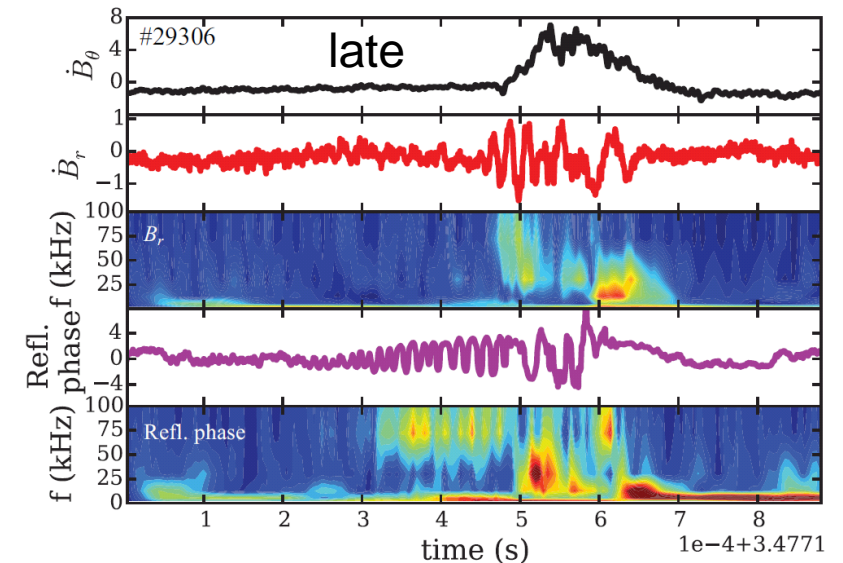 #29306
late
Ḃθ
8
4
0
Ḃr
1
0
−1
f (kHz)
Br
100
75
50
25
Refl.
phase
4
0
−4
f (kHz)
Refl. phase
100
75
50
25
0
1 2 3 4 5 6 7 8
time (s)
1e−4+3.4771